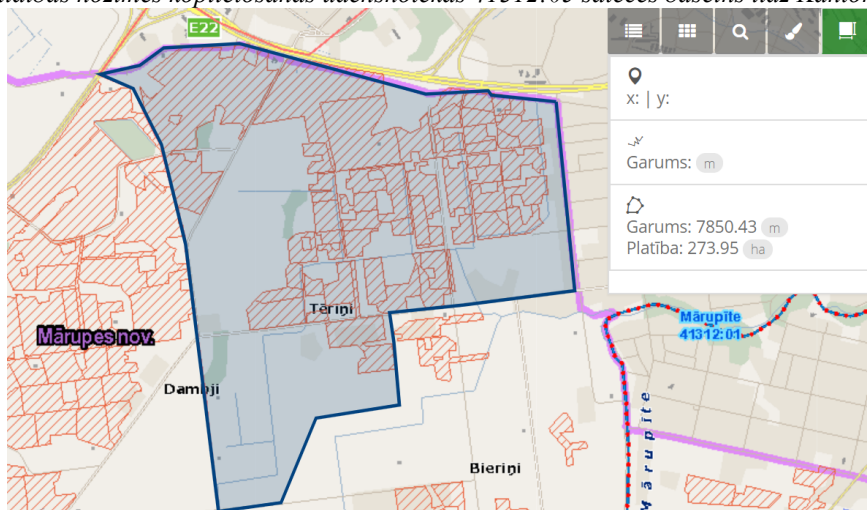 E22
x: | y:
Garums: m
Garums: 7850.43 m
Platība: 273.95 ha
Tēriņi
Mārupīte
41312:01
Mārupes nov.
Dambji
Bieriņi
Mārupīte